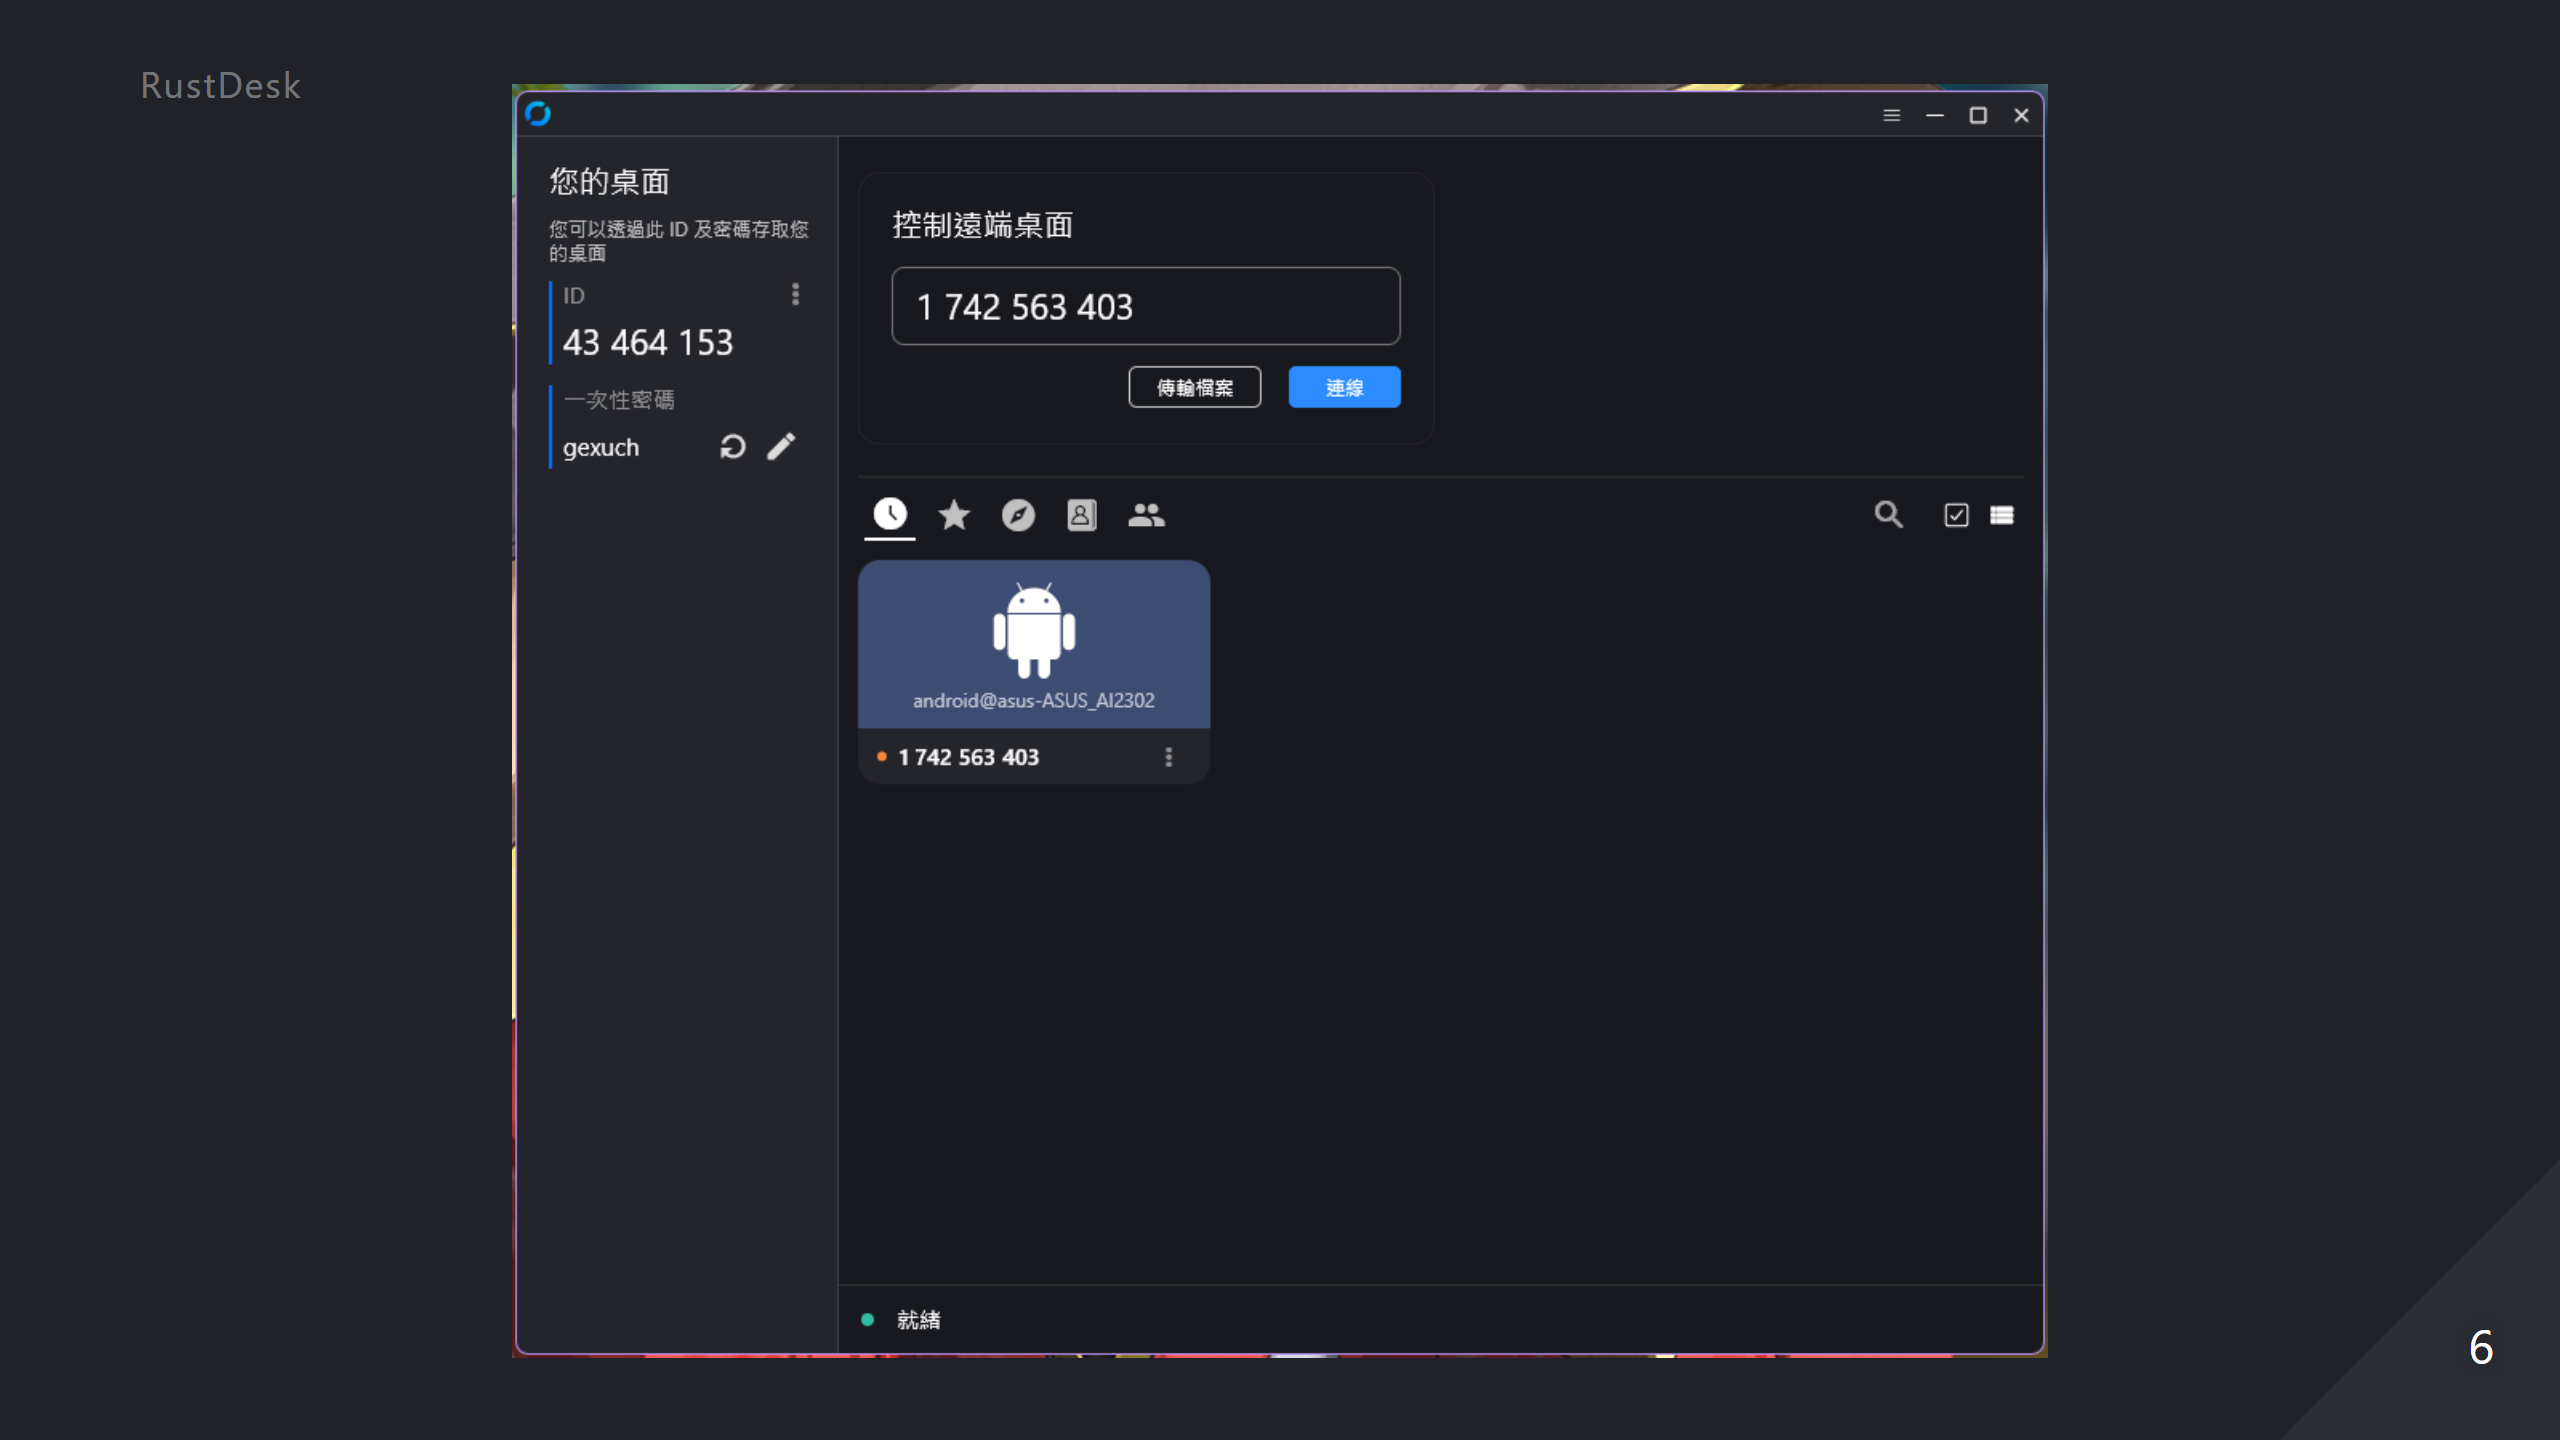 RustDesk
您的桌面
您可以透過此 ID 及密碼存取您
的桌面
ID
43 464 153
一次性密碼
gexuch
控制遠端桌面
1 742 563 403
傳輸檔案
連線
android@asus-ASUS_AI2302
1 742 563 403
就緒
6